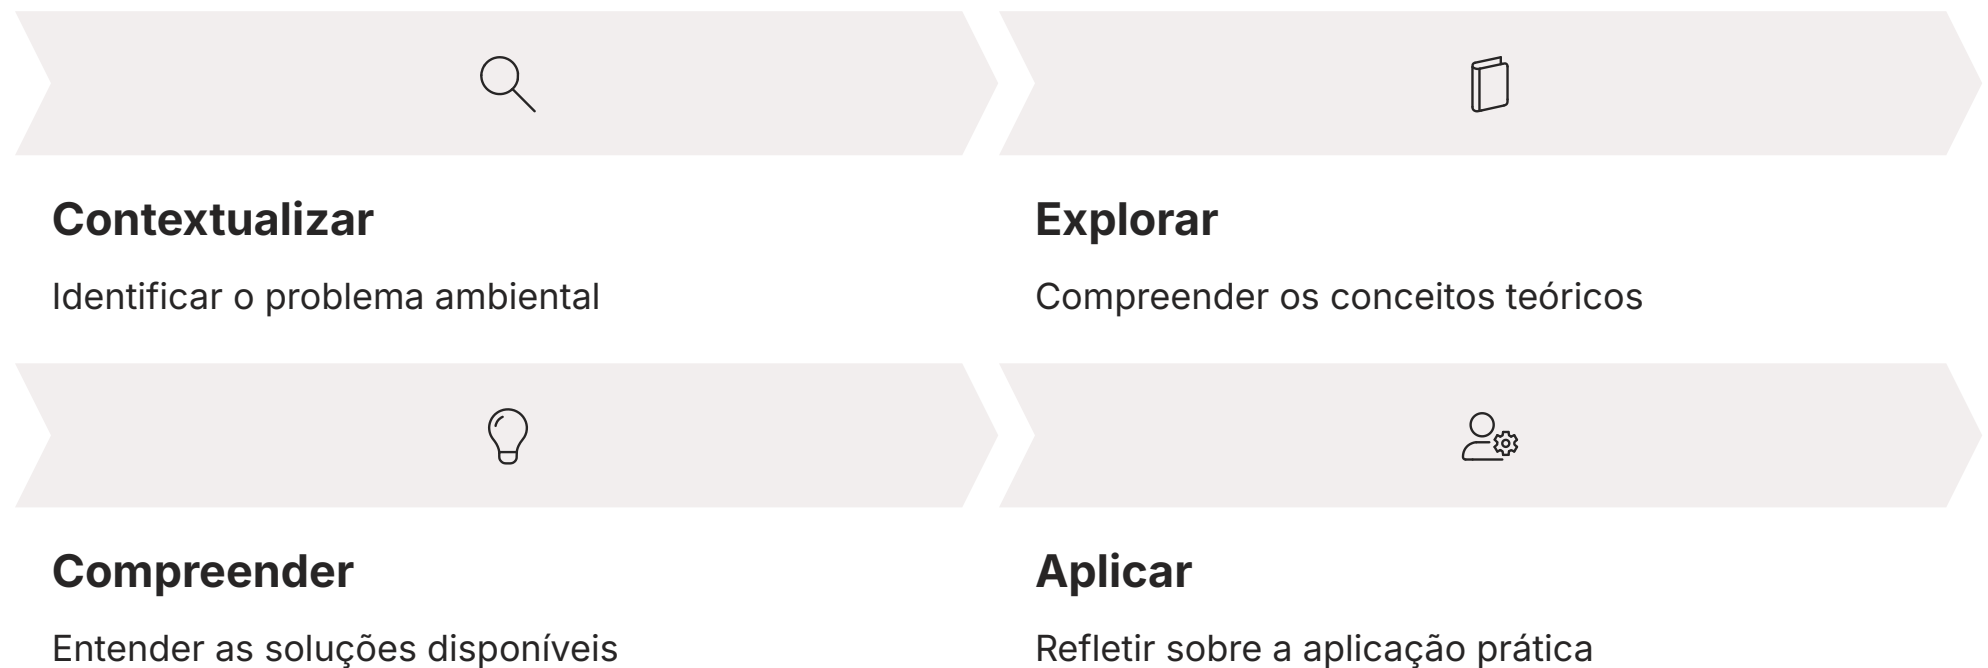 Contextualizar
Identificar o problema ambiental
Explorar
Compreender os conceitos teóricos
Compreender
Entender as soluções disponíveis
Aplicar
Refletir sobre a aplicação prática